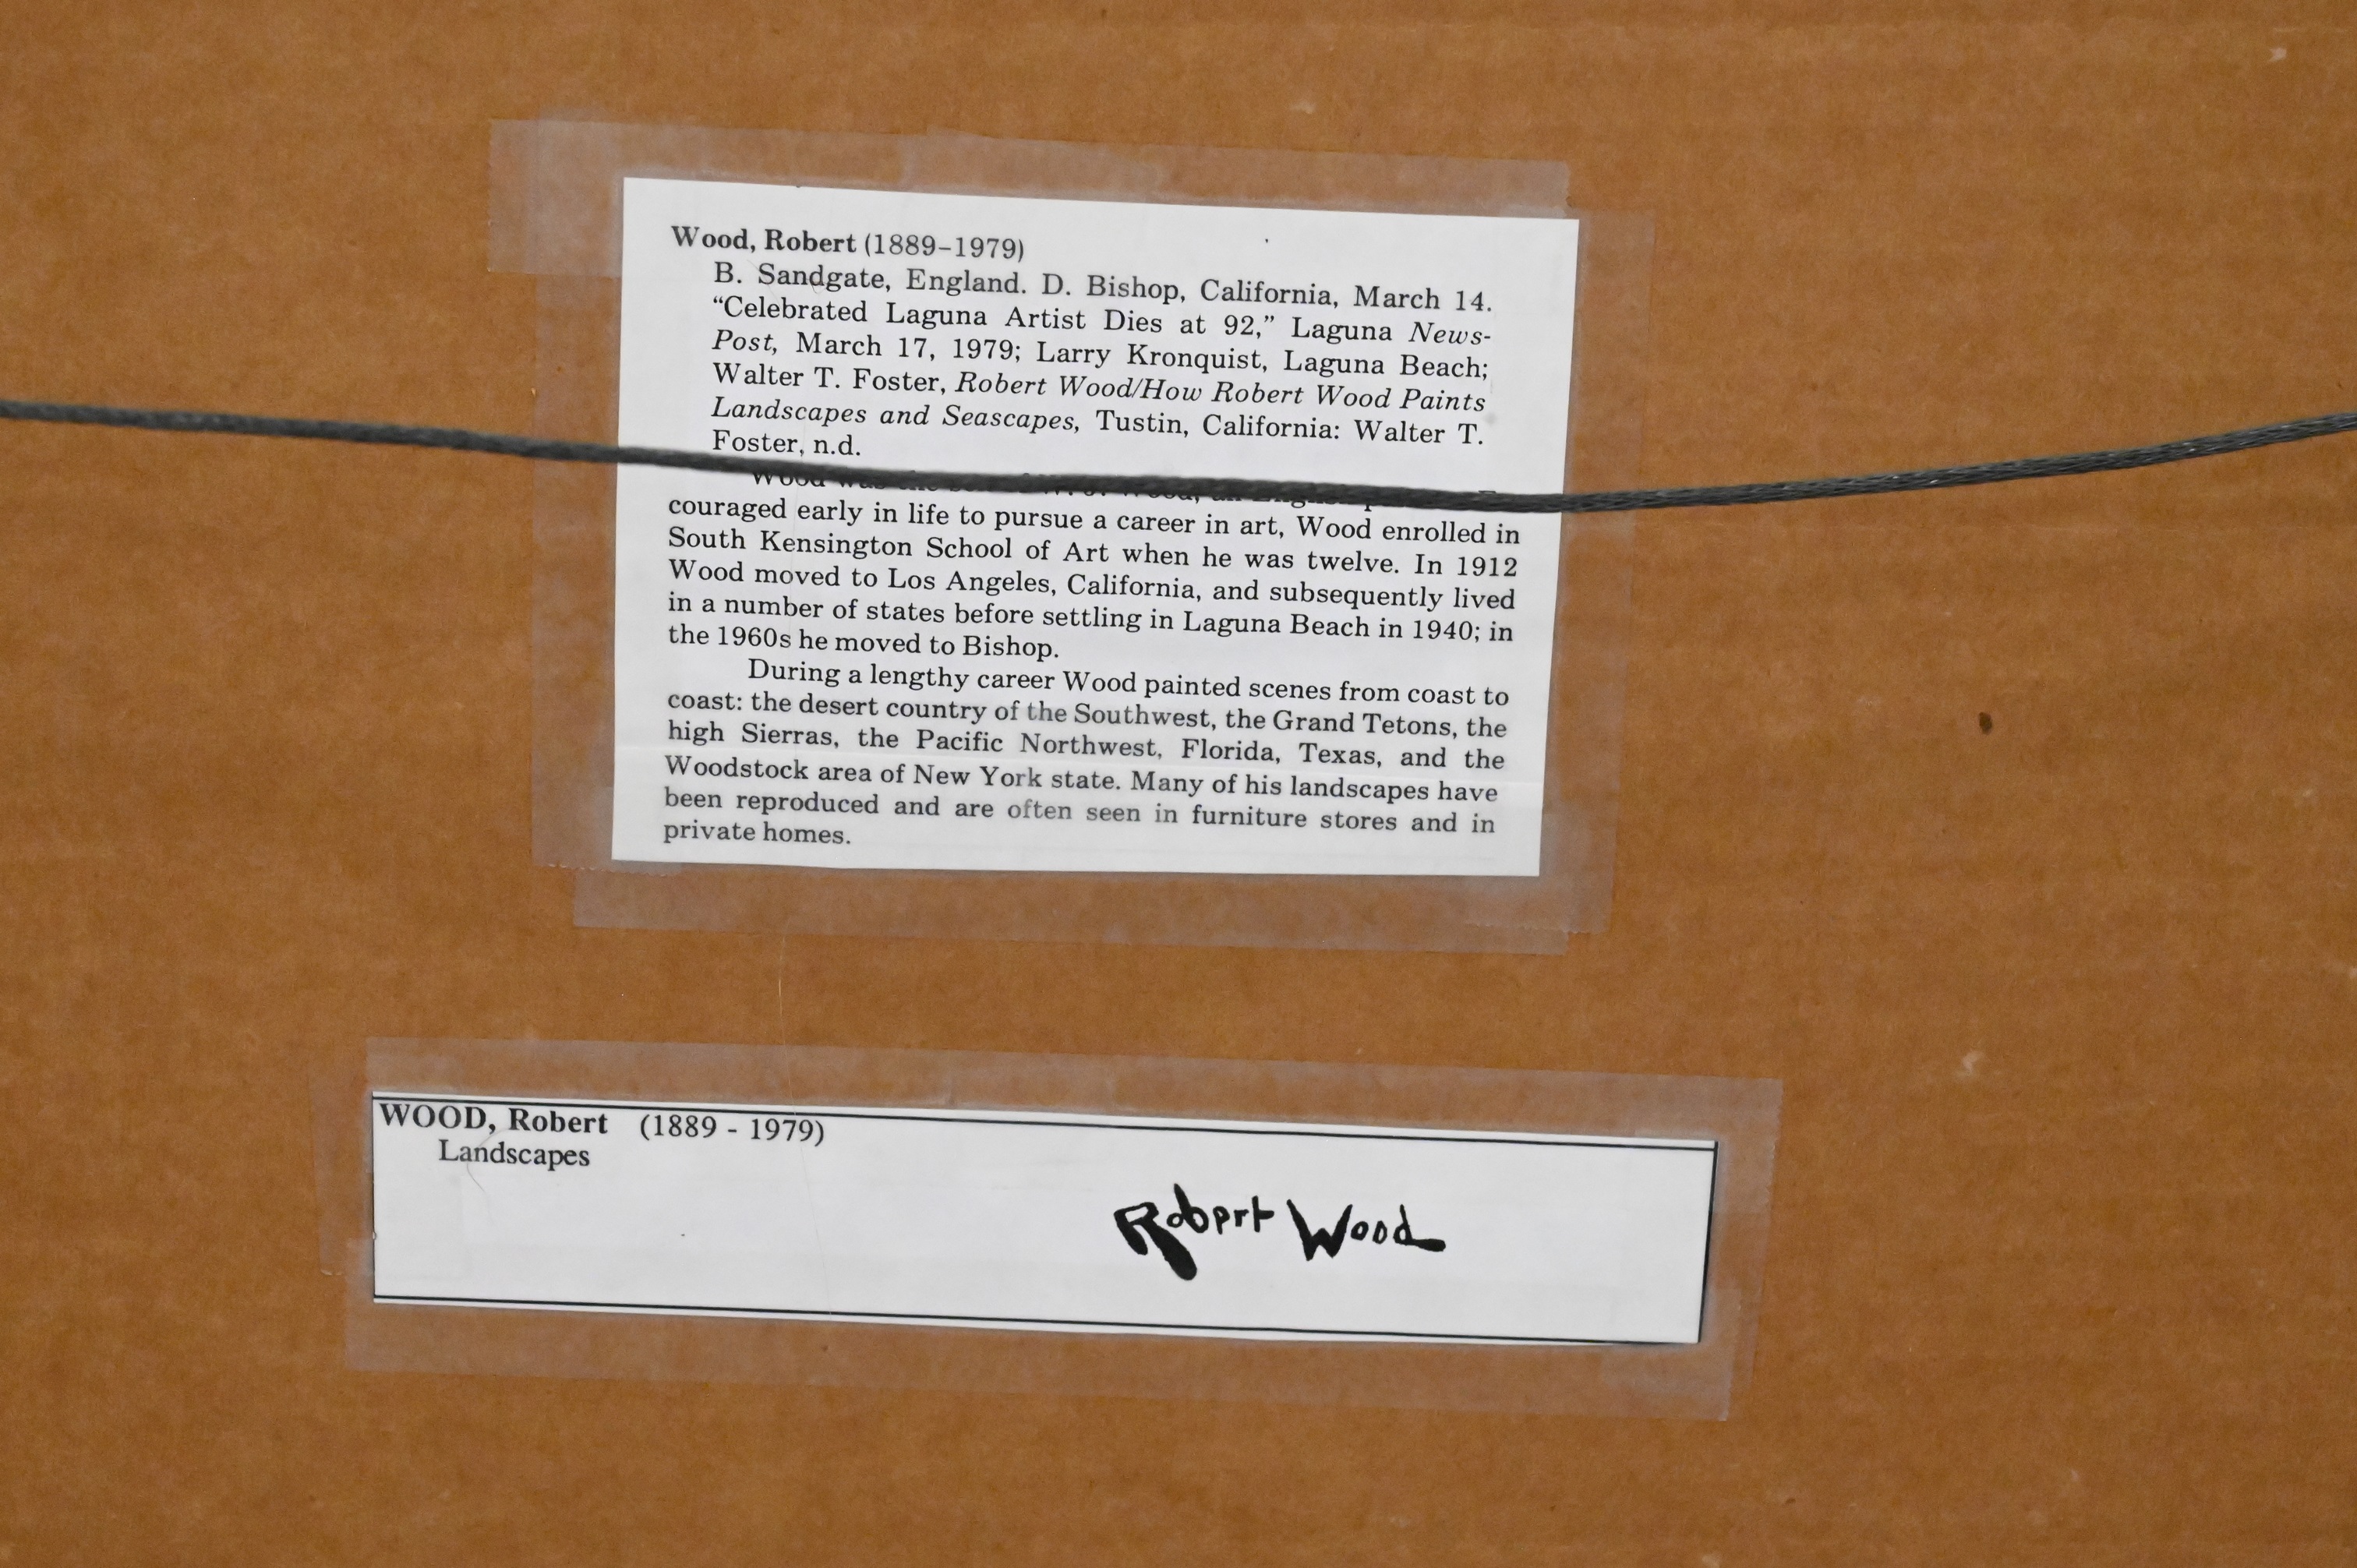 Wood, Robert (1889–1979)
B. Sandgate, England. D. Bishop, California, March 14.
“Celebrated Laguna Artist Dies at 92,” Laguna News-
Post, March 17, 1979; Larry Kronquist, Laguna Beach;
Walter T. Foster, Robert Wood/How Robert Wood Paints
Landscapes and Seascapes, Tustin, California: Walter T.
Foster, n.d.
Wood was the Wood, an English
couraged early in life to pursue a career in art, Wood enrolled in
South Kensington School of Art when he was twelve. In 1912
Wood moved to Los Angeles, California, and subsequently lived
in a number of states before settling in Laguna Beach in 1940; in
the 1960s he moved to Bishop.
During a lengthy career Wood painted scenes from coast to
coast: the desert country of the Southwest, the Grand Tetons, the
high Sierras, the Pacific Northwest, Florida, Texas, and the
Woodstock area of New York state. Many of his landscapes have
been reproduced and are often seen in furniture stores and in
private homes.
WOOD, Robert (1889 - 1979)
Landscapes
Robert Wood